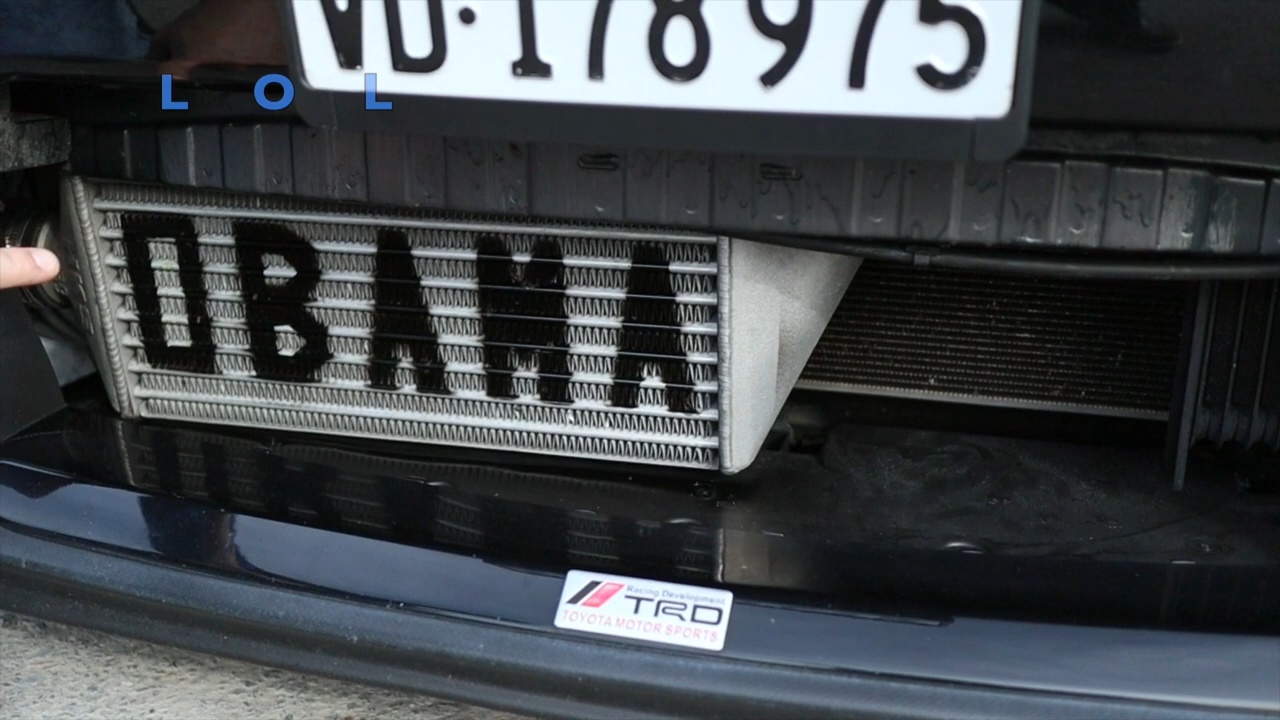 VD·178975
L O L
OBAMA
Racing Development
TRD
TOYOTA MOTOR SPORTS